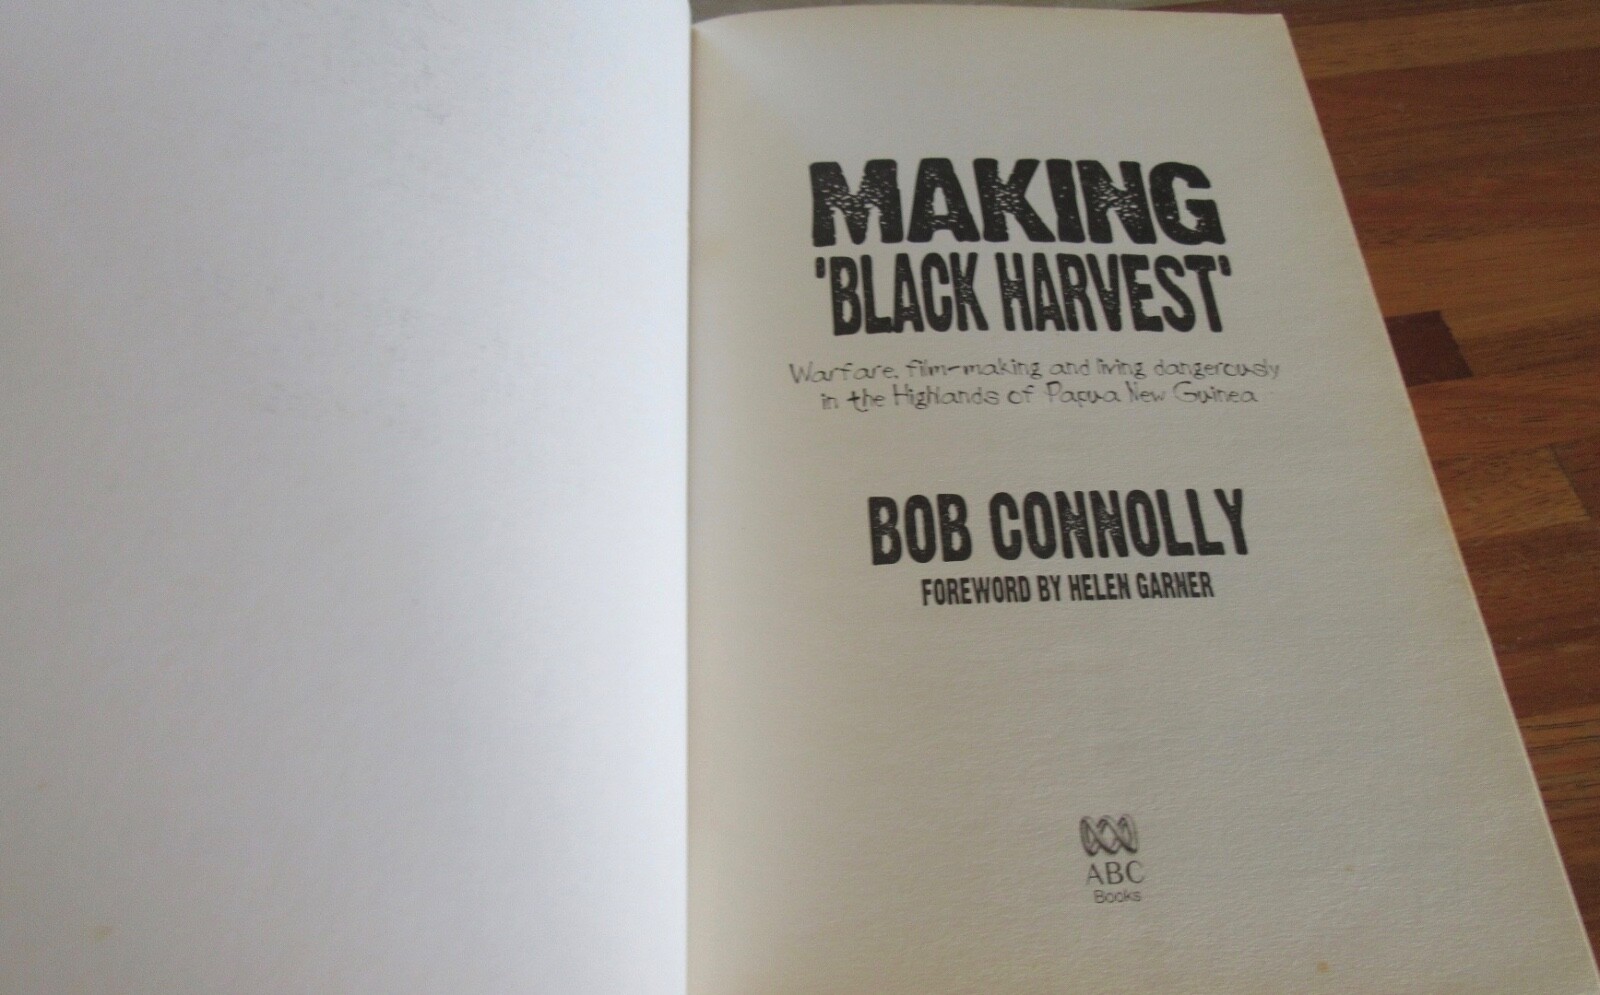 MAKING
'BLACK HARVEST'
Warfare, film-making and living dangerously
in the Highlands of Papua New Guinea
BOB CONNOLLY
FOREWORD BY HELEN GARNER
ABC
Books